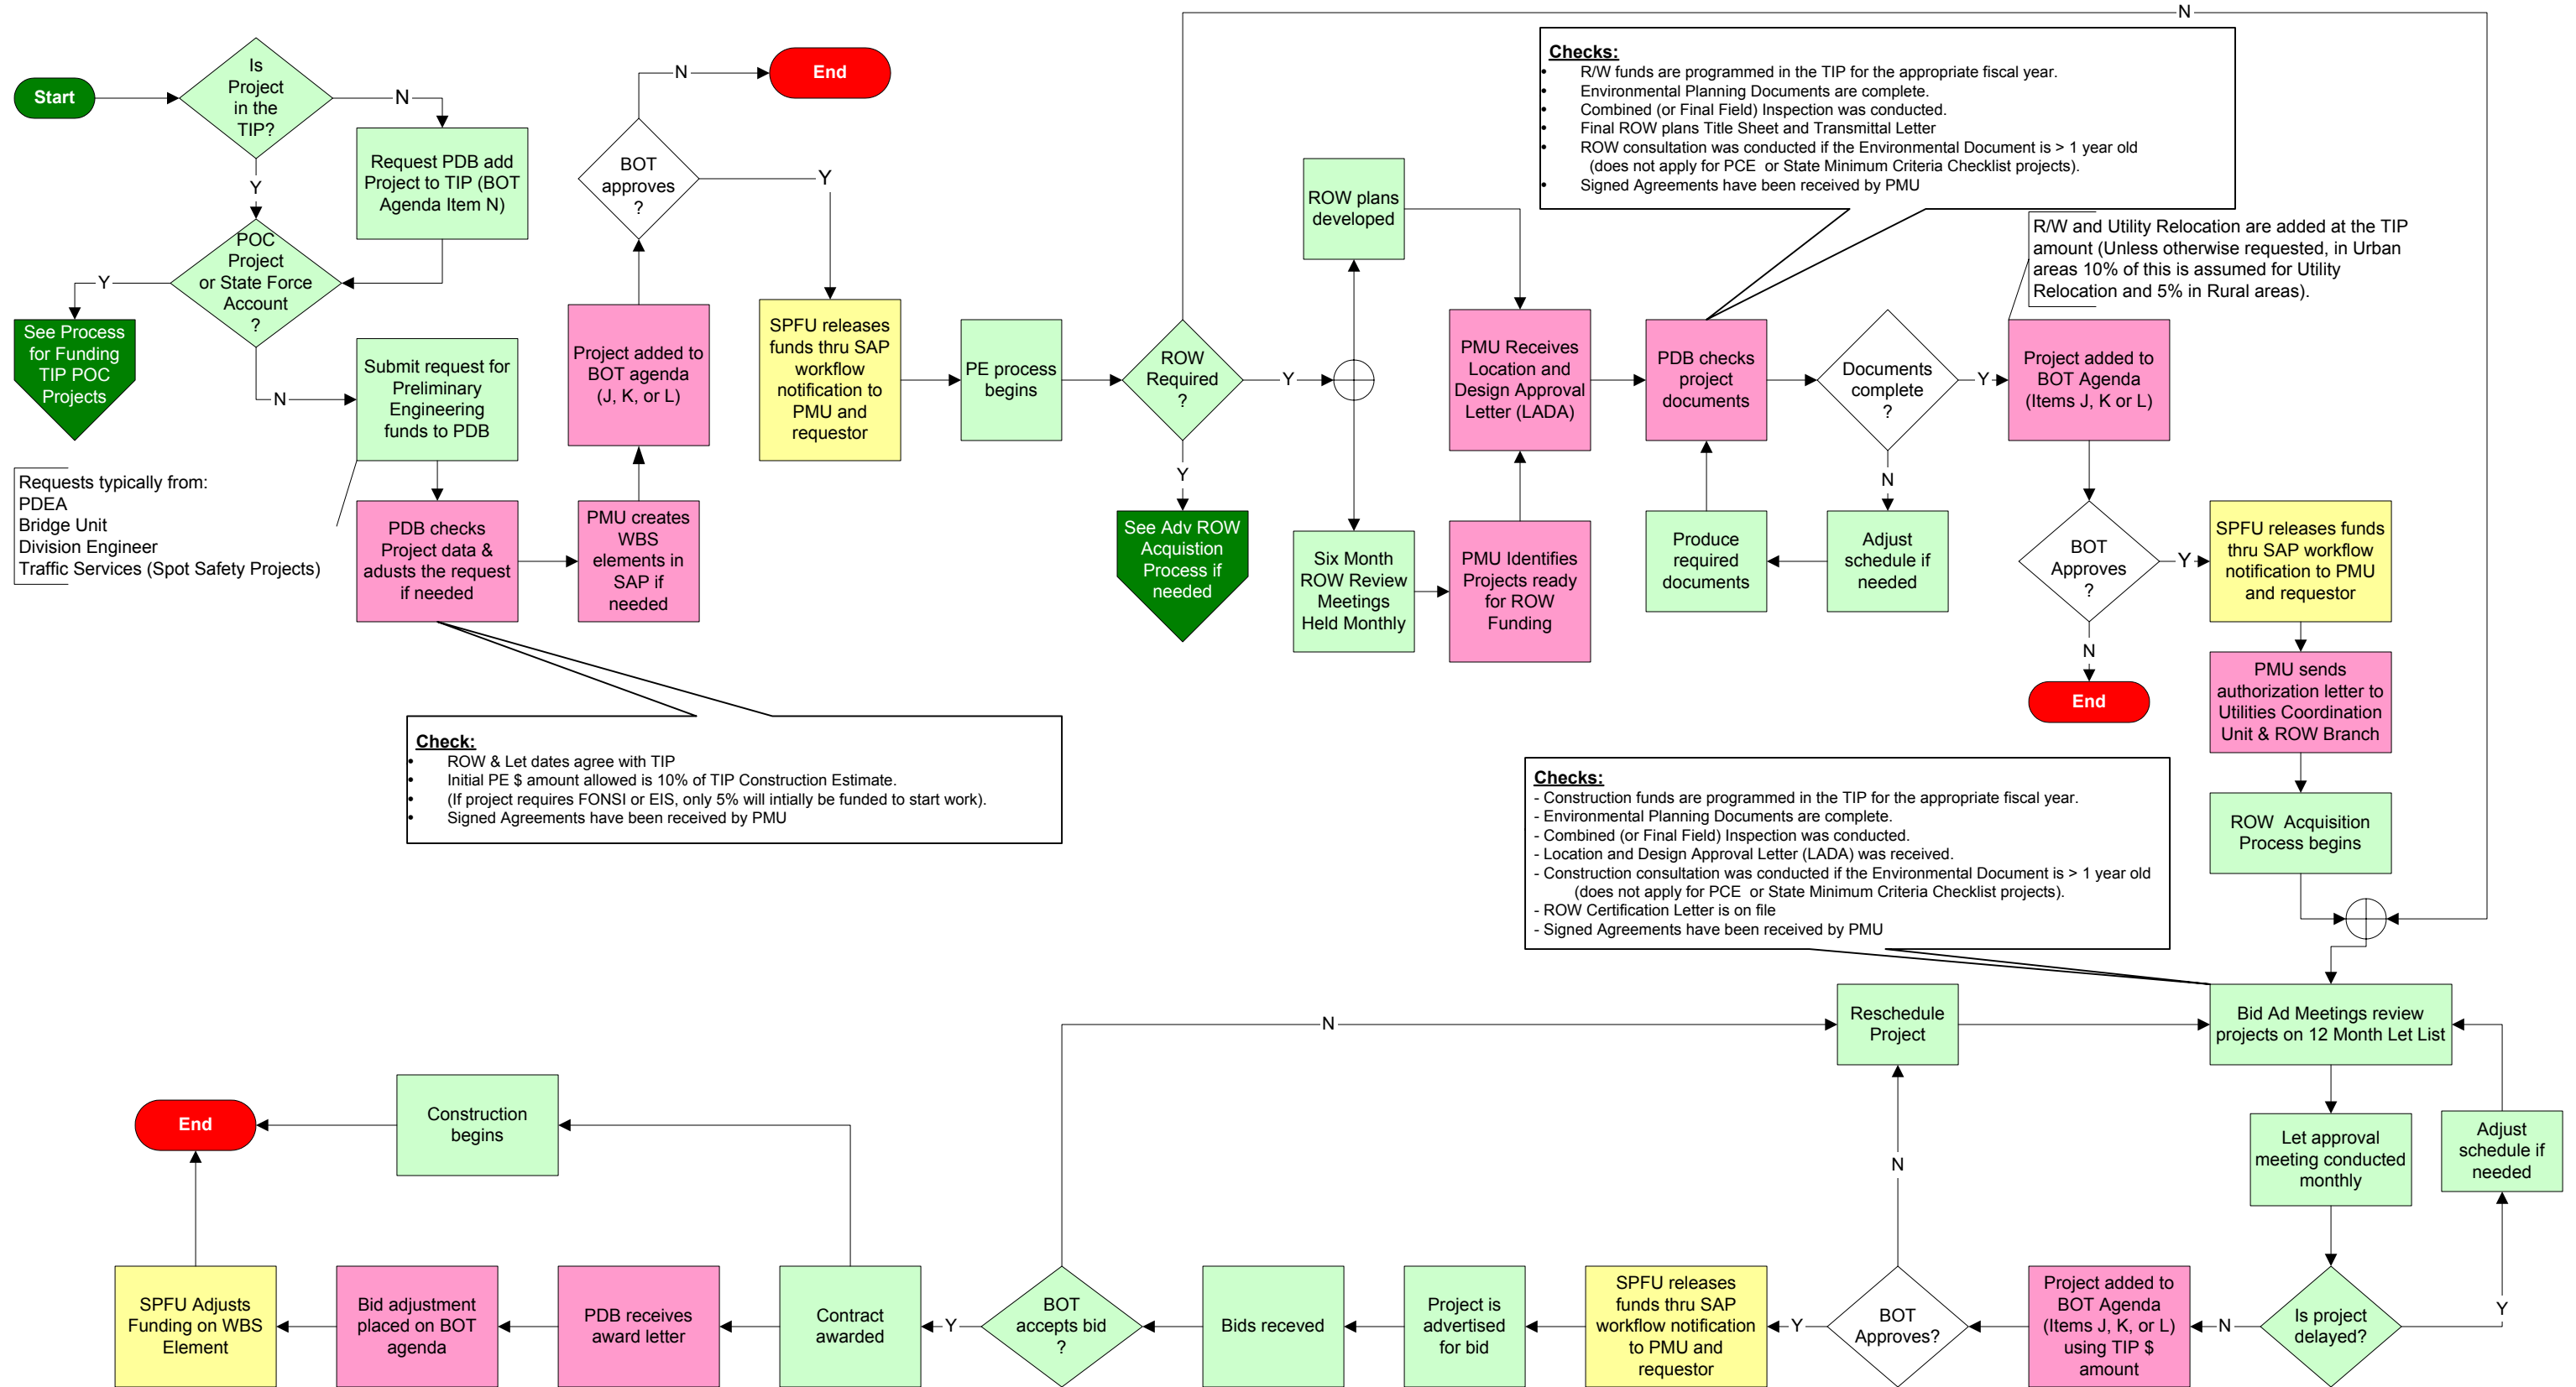 Start
Is
Project
in the
TIP?
N
Y
Request PDB add
Project to TIP (BOT
Agenda Item N)
POC
Project
or State Force
Account
?
Y
See Process
for Funding
TIP POC
Projects
N
Submit request for
Preliminary
Engineering
funds to PDB
Requests typically from:
PDEA
Bridge Unit
Division Engineer
Traffic Services (Spot Safety Projects)
PDB checks
Project data &
adusts the request
if needed
PMU creates
WBS
elements in
SAP if
needed
Project added to
BOT agenda
(J, K, or L)
BOT
approves
?
N
End
Y
SPFU releases
funds thru SAP
workflow
notification to
PMU and
requestor
PE process
begins
ROW
Required
?
N
Y
Y
See Adv ROW
Acquistion
Process if
needed
Check:
• ROW & Let dates agree with TIP
• Initial PE $ amount allowed is 10% of TIP Construction Estimate.
• (If project requires FONSI or EIS, only 5% will intially be funded to start work).
• Signed Agreements have been received by PMU
ROW plans
developed
Six Month
ROW Review
Meetings
Held Monthly
PMU Identifies
Projects ready
for ROW
Funding
PMU Receives
Location and
Design Approval
Letter (LADA)
Checks:
• R/W funds are programmed in the TIP for the appropriate fiscal year.
• Environmental Planning Documents are complete.
• Combined (or Final Field) Inspection was conducted.
• Final ROW plans Title Sheet and Transmittal Letter
• ROW consultation was conducted if the Environmental Document is > 1 year old
(does not apply for PCE or State Minimum Criteria Checklist projects).
• Signed Agreements have been received by PMU
PDB checks
project
documents
Documents
complete
?
Y
N
Adjust
schedule if
needed
Produce
required
documents
R/W and Utility Relocation are added at the TIP
amount (Unless otherwise requested, in Urban
areas 10% of this is assumed for Utility
Relocation and 5% in Rural areas).
Project added to
BOT Agenda
(Items J, K or L)
BOT
Approves
?
Y
N
End
SPFU releases funds
thru SAP workflow
notification to PMU
and requestor
PMU sends
authorization letter to
Utilities Coordination
Unit & ROW Branch
ROW Acquisition
Process begins
Checks:
- Construction funds are programmed in the TIP for the appropriate fiscal year.
- Environmental Planning Documents are complete.
- Combined (or Final Field) Inspection was conducted.
- Location and Design Approval Letter (LADA) was received.
- Construction consultation was conducted if the Environmental Document is > 1 year old
(does not apply for PCE or State Minimum Criteria Checklist projects).
- ROW Certification Letter is on file
- Signed Agreements have been received by PMU
Bid Ad Meetings review
projects on 12 Month Let List
Let approval
meeting conducted
monthly
Adjust
schedule if
needed
Is project
delayed?
Y
N
Project added to
BOT Agenda
(Items J, K, or L)
using TIP $
amount
BOT
Approves?
N
Reschedule
Project
Y
SPFU releases
funds thru SAP
workflow notification
to PMU and
requestor
Project is
advertised
for bid
Bids receved
BOT
accepts bid
?
N
Y
Contract
awarded
Construction
begins
End
PDB receives
award letter
Bid adjustment
placed on BOT
agenda
SPFU Adjusts
Funding on WBS
Element